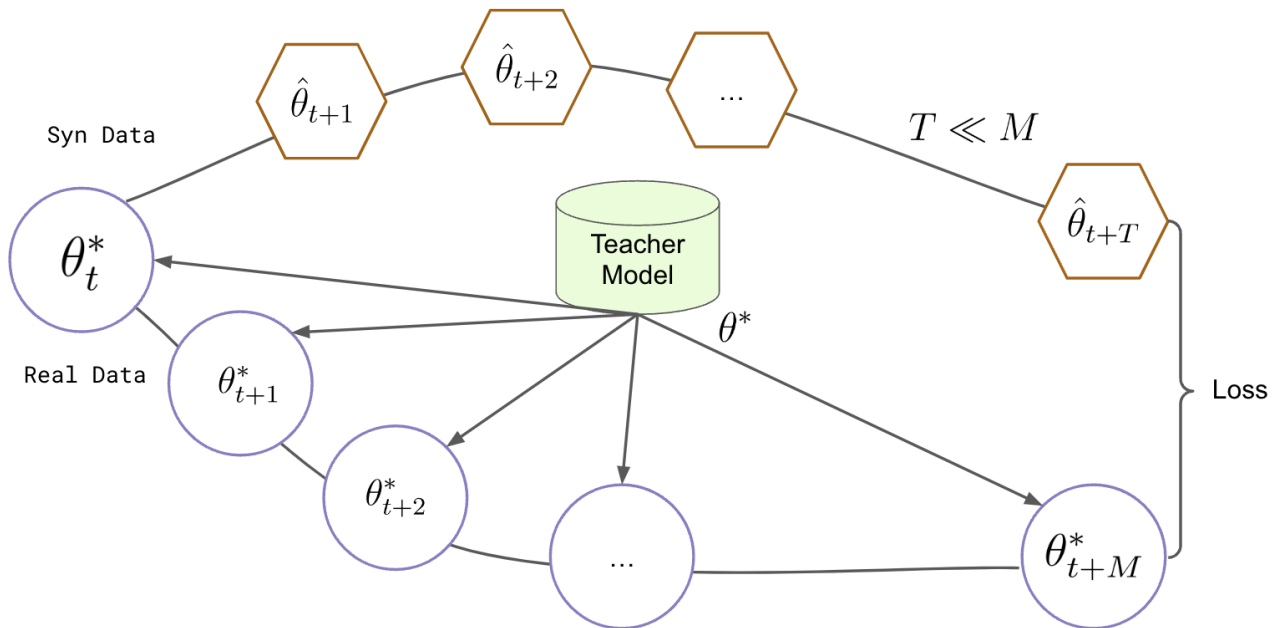 θ̂_{t+1}
θ̂_{t+2}
...
T ≪ M
Syn Data
θ̂_{t+T}
θ*_t
Teacher
Model
θ*
Real Data
θ*_{t+1}
Loss
θ*_{t+2}
...
θ*_{t+M}